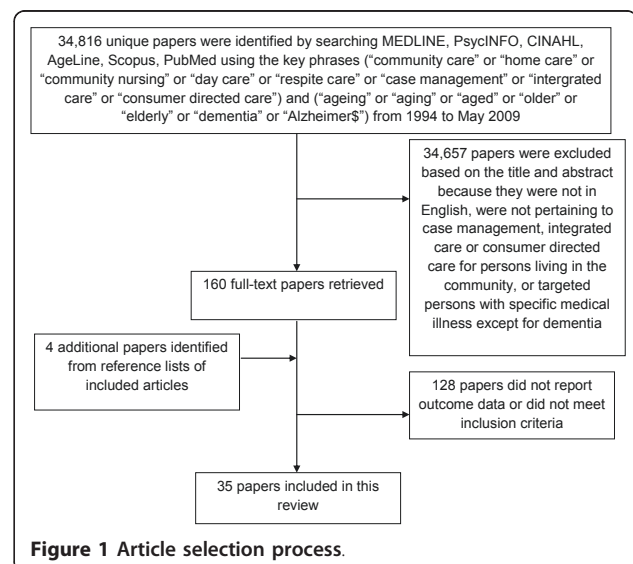 34,816 unique papers were identified by searching MEDLINE, PsycINFO, CINAHL,
AgeLine, Scopus, PubMed using the key phrases (“community care” or “home care” or
“community nursing” or “day care” or “respite care” or “case management” or “intergrated
care” or “consumer directed care”) and (“ageing” or “aging” or “aged” or “older” or
“elderly” or “dementia” or “Alzheimer$”) from 1994 to May 2009
34,657 papers were excluded
based on the title and abstract
because they were not in
English, were not pertaining to
case management, integrated
care or consumer directed
care for persons living in the
community, or targeted
persons with specific medical
illness except for dementia
160 full-text papers retrieved
4 additional papers identified
from reference lists of
included articles
128 papers did not report
outcome data or did not meet
inclusion criteria
35 papers included in this
review
Figure 1 Article selection process.